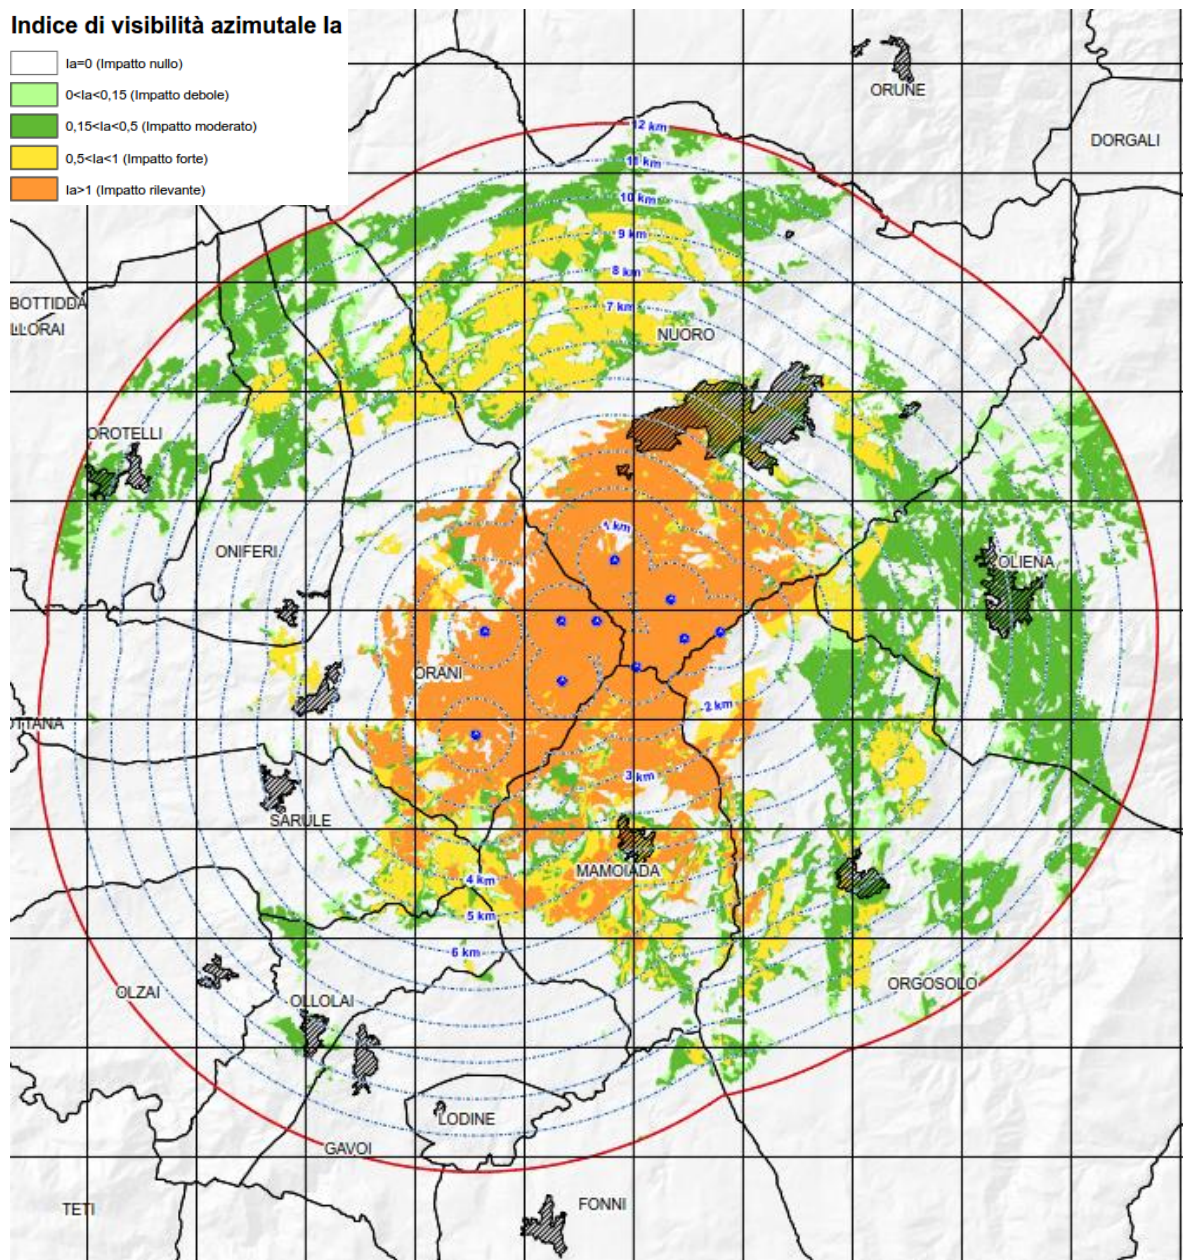 Indice di visibilità azimutale Ia
Ia=0 (Impatto nullo)
0<Ia<0,15 (Impatto debole)
0,15<Ia<0,5 (Impatto moderato)
0,5<Ia<1 (Impatto forte)
Ia>1 (Impatto rilevante)
ORUNE
12 km
DORGALI
11 km
10 km
9 km
8 km
BOTTIDDA
7 km
LLORAI
NUORO
OROTELLI
1 km
ONIFERI
OLIENA
ORANI
2 km
OTTANA
3 km
SARULE
MAMOIADA
4 km
5 km
6 km
ORGOSOLO
OLZAI
OLLOLAI
LODINE
GAVOI
FONNI
TETI